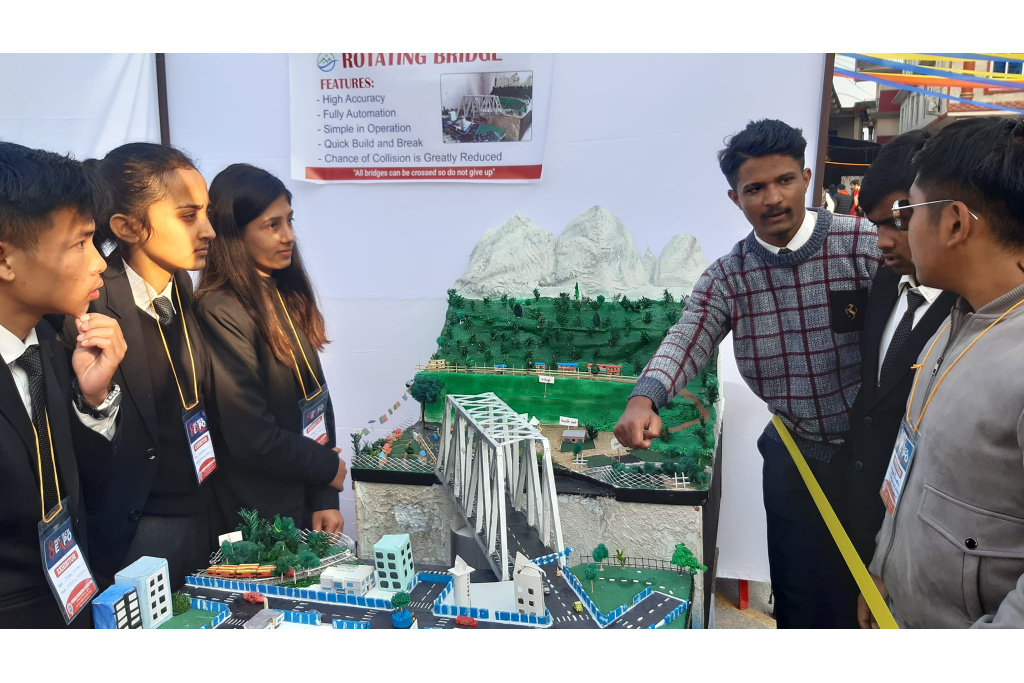 ROTATING BRIDGE
FEATURES:
- High Accuracy
- Fully Automation
- Simple in Operation
- Quick Build and Break
- Chance of Collision is Greatly Reduced
"All bridges can be crossed so do not give up"
EXHIBITOR